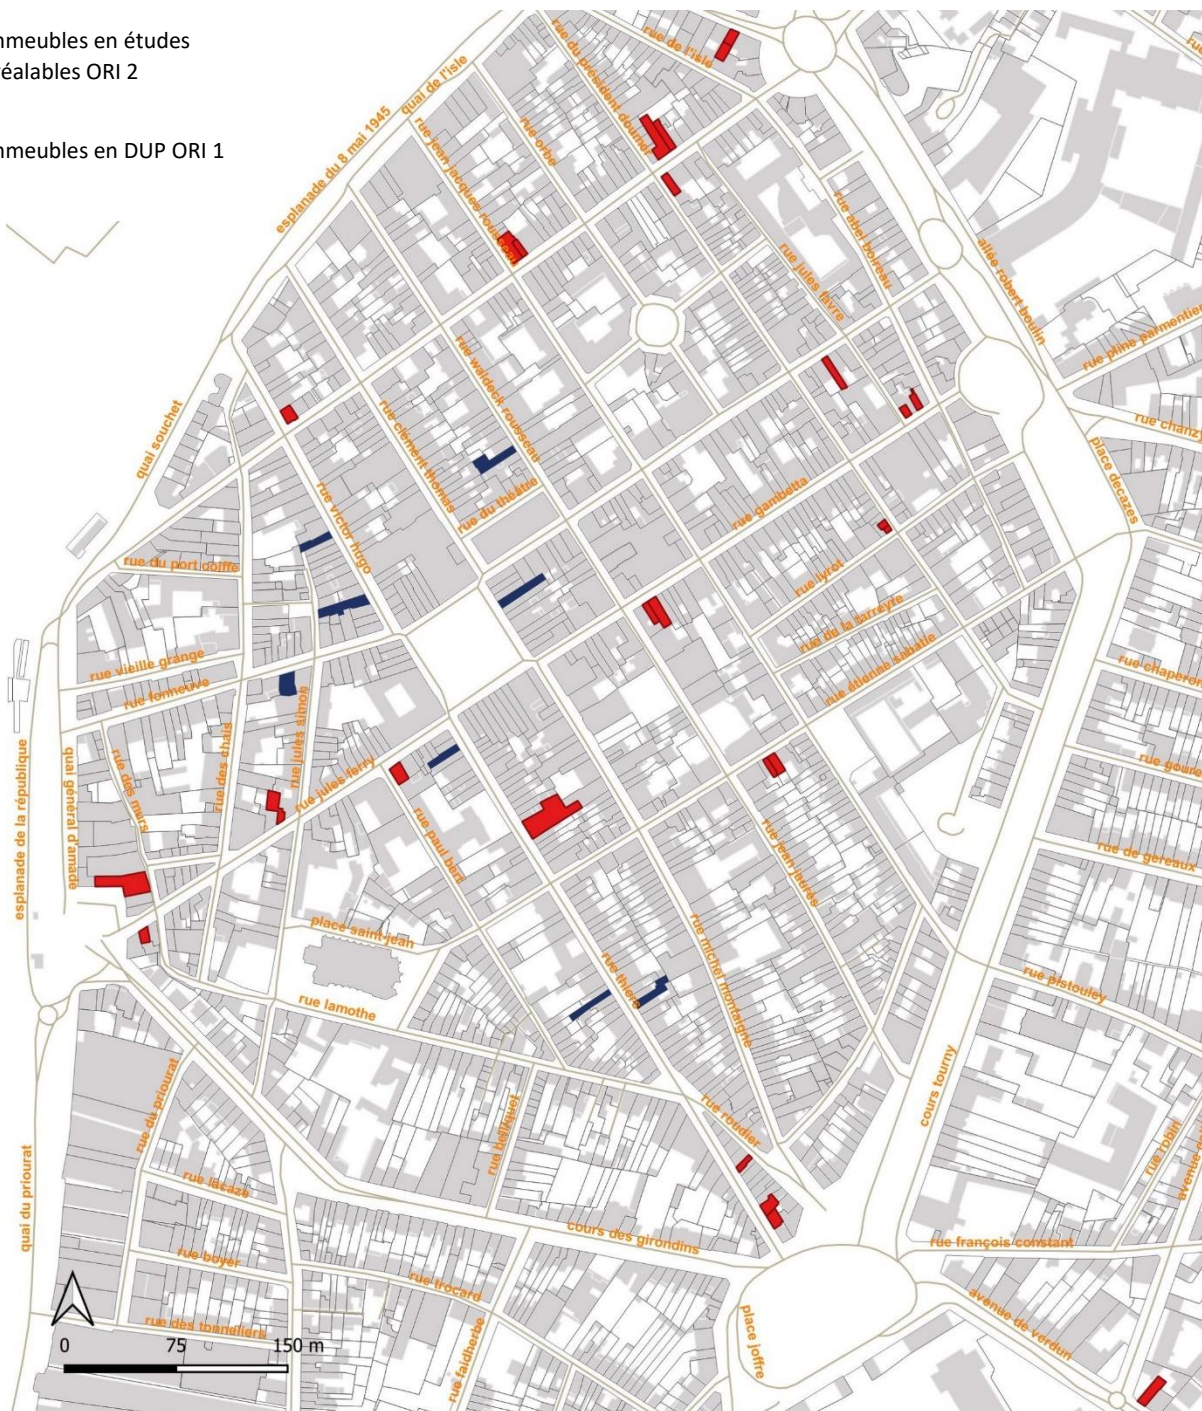 mmeubles en études
éalables ORI 2
mmeubles en DUP ORI 1
rue de l'isle
rue du président doumer
quai de l'isle
esplanade du 8 mai 1945
rue orbe
rue jean jacques rousseau
rue abel boireau
rue jules favre
allée robert boulin
rue pline parmentier
rue chanz
place decazes
quai souchet
rue waldeck rousseau
rue clément thomas
rue du théâtre
rue gambetta
rue victor hugo
rue du port coiffe
rue lyrot
rue de la larreyre
rue étienne sabatie
rue vieille grange
rue fonneuve
rue chaperon
rue gour
rue de gereaux
rue jules simon
rue des chais
rue des murs
quai général d'amade
esplanade de la république
rue jules ferry
rue paul bert
rue jean jaurès
place saint-jean
rue michel montaigne
rue thiers
rue lamothe
rue pistouley
cours tourny
rue roudier
rue belliquet
rue du priourat
quai du priourat
rue lacaze
rue robin
avenue
cours des girondins
rue françois constant
rue boyer
rue trocard
rue des tonneliers
rue faidherbe
place joffre
avenue de verdun
0 75 150 m